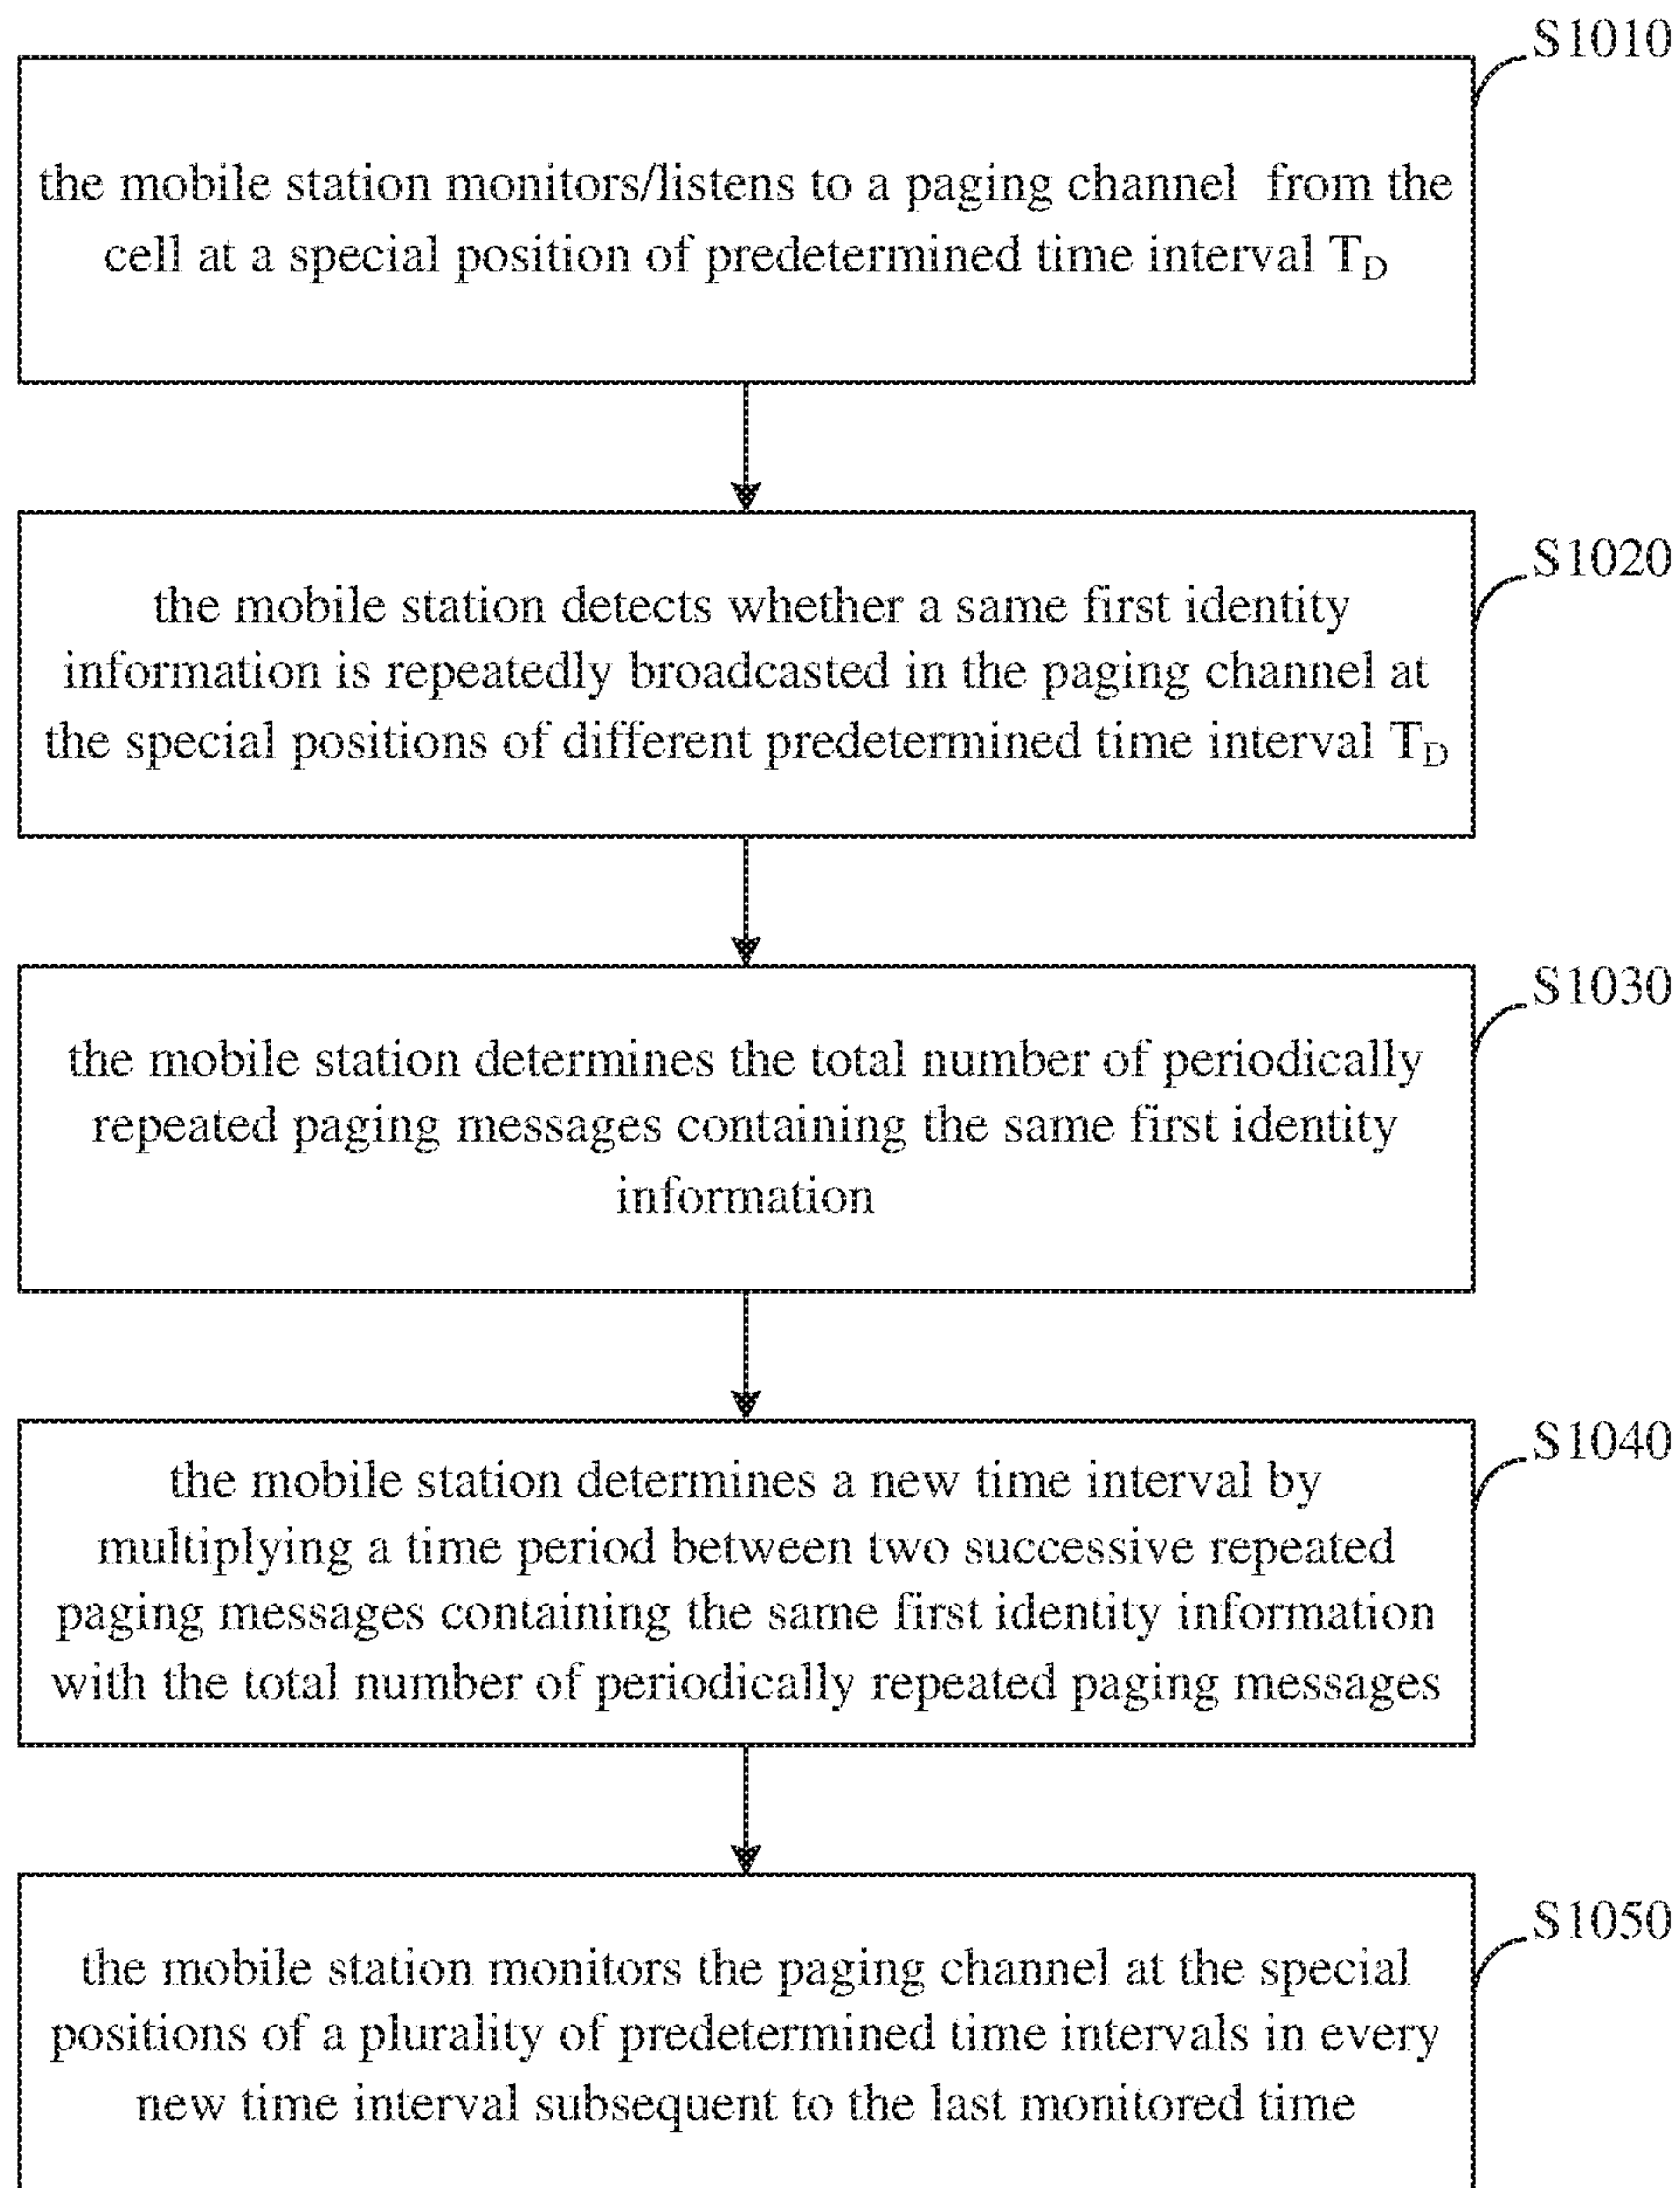 S1010
the mobile station monitors/listens to a paging channel from the
cell at a special position of predetermined time interval TD
S1020
the mobile station detects whether a same first identity
information is repeatedly broadcasted in the paging channel at
the special positions of different predetermined time interval TD
S1030
the mobile station determines the total number of periodically
repeated paging messages containing the same first identity
information
S1040
the mobile station determines a new time interval by
multiplying a time period between two successive repeated
paging messages containing the same first identity information
with the total number of periodically repeated paging messages
S1050
the mobile station monitors the paging channel at the special
positions of a plurality of predetermined time intervals in every
new time interval subsequent to the last monitored time